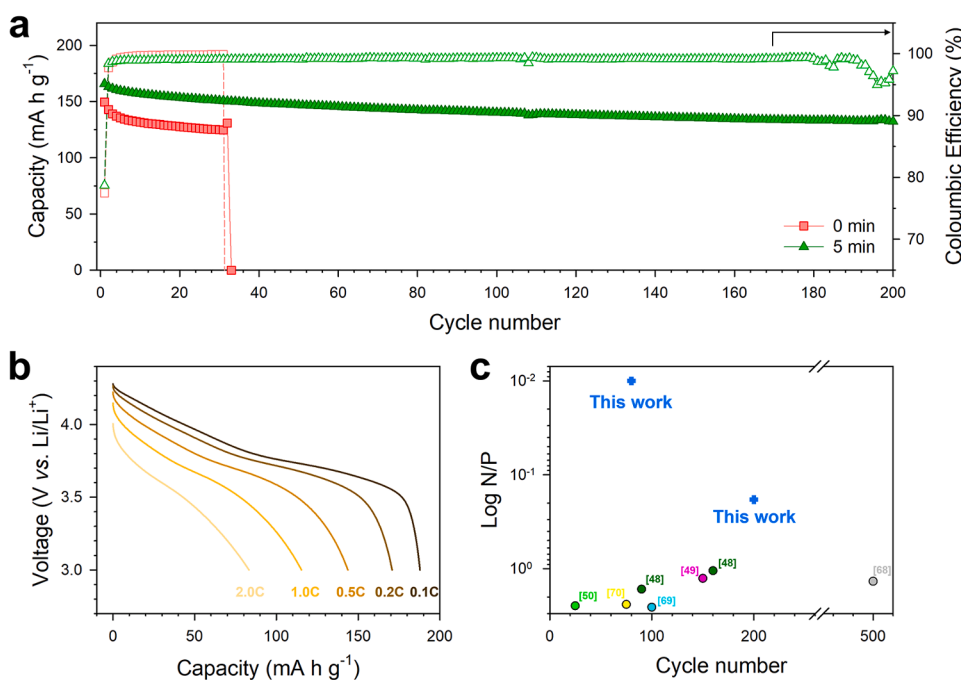 a
Capacity (mA h g-1)
200
150
100
50
0
100
90
80
70
Coloumbic Efficiency (%)
0 min
5 min
0 20 40 60 80 100 120 140 160 180 200
Cycle number
b
Voltage (V vs. Li/Li+)
4.0
3.5
3.0
2.0C 1.0C 0.5C 0.2C 0.1C
0 50 100 150 200
Capacity (mA h g-1)
c
Log N/P
10-2
10-1
100
This work
This work
[50] [70] [48] [69] [49] [48] [68]
0 100 200 500
Cycle number